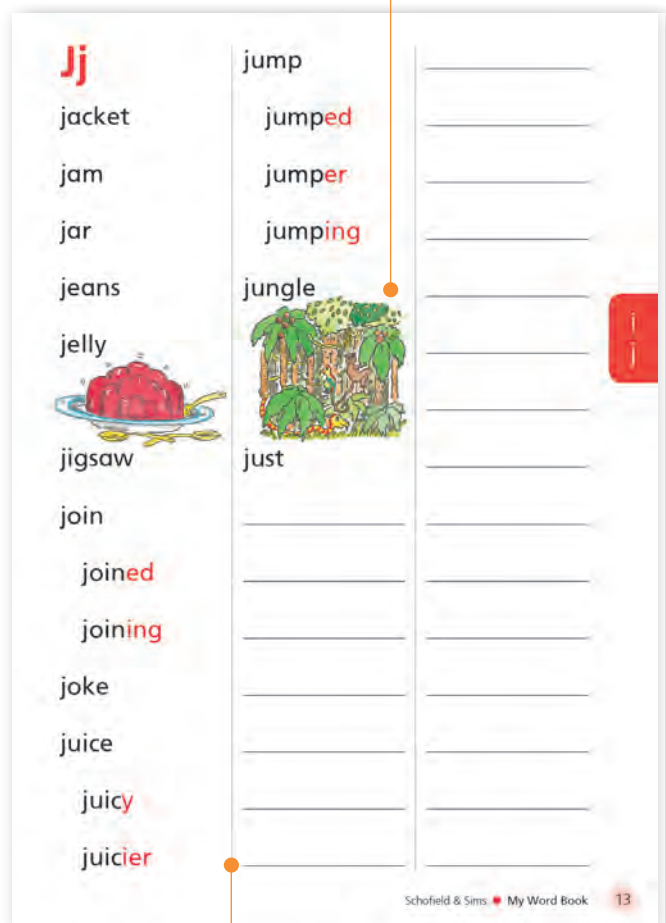 Jj
jacket
jam
jar
jeans
jelly
jigsaw
join
joined
joining
joke
juice
juicy
juicier
jump
jumped
jumper
jumping
jungle
just
i
j
Schofield & Sims My Word Book 13